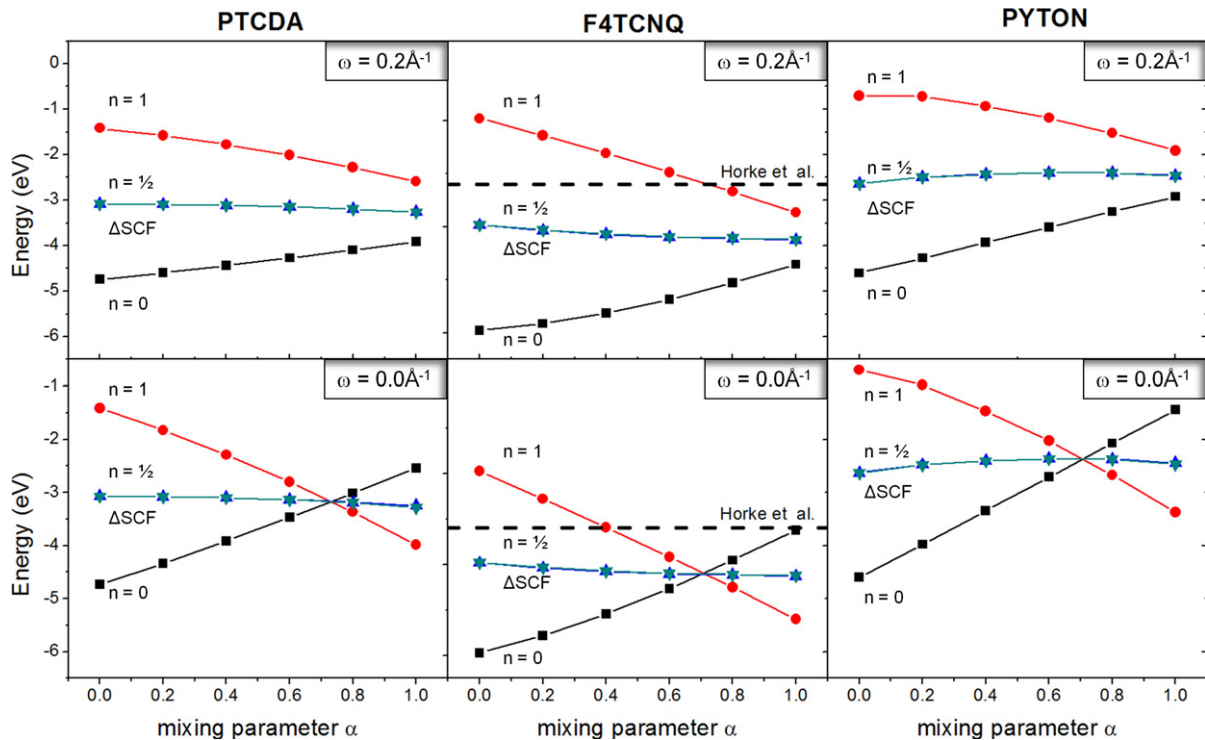 PTCDA F4TCNQ PYTON
ω = 0.2Å⁻¹ ω = 0.2Å⁻¹ ω = 0.2Å⁻¹
0
-1
-2
-3
-4
-5
-6
Energy (eV)
n = 1
n = ½
ΔSCF
n = 0
n = 1
Horke et al.
n = ½
ΔSCF
n = 0
n = 1
n = ½
ΔSCF
n = 0
ω = 0.0Å⁻¹ ω = 0.0Å⁻¹ ω = 0.0Å⁻¹
-1
-2
-3
-4
-5
-6
Energy (eV)
n = 1
n = ½
ΔSCF
n = 0
n = 1
Horke et al.
n = ½
ΔSCF
n = 0
n = 1
n = ½
ΔSCF
n = 0
0.0 0.2 0.4 0.6 0.8 1.0 0.0 0.2 0.4 0.6 0.8 1.0 0.0 0.2 0.4 0.6 0.8 1.0
mixing parameter α mixing parameter α mixing parameter α